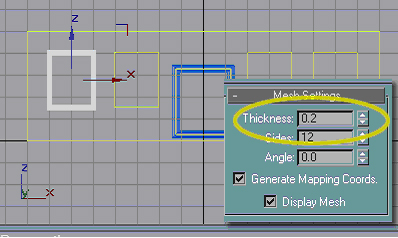 z
x
- Mesh Settings
Thickness: 0.2
Sides: 12
Angle: 0.0
Generate Mapping Coords.
Display Mesh
z
y x